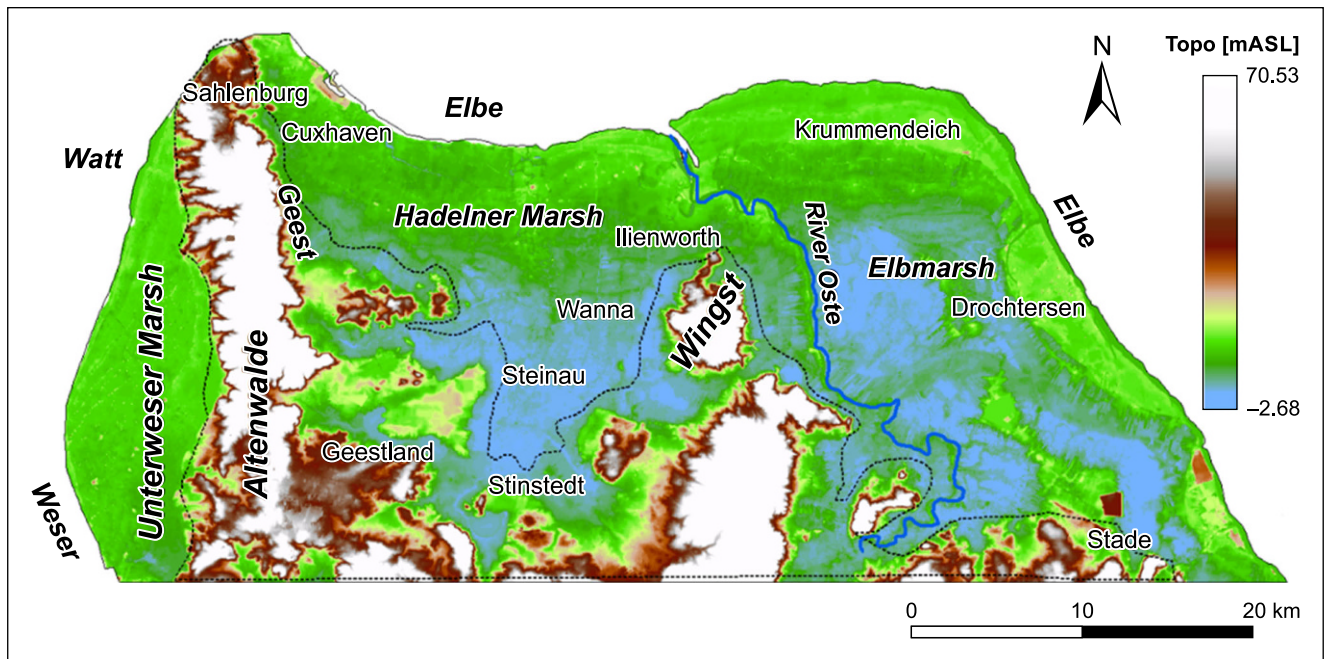 N
Topo [mASL]
70.53
–2.68
Sahlenburg
Elbe
Cuxhaven
Krummendeich
Watt
Geest
Hadelner Marsh
Ilienworth
River Oste
Elbe
Elbmarsh
Wanna
Wingst
Drochtersen
Unterweser Marsh
Altenwalde
Steinau
Geestland
Stinstedt
Weser
Stade
0
10
20 km